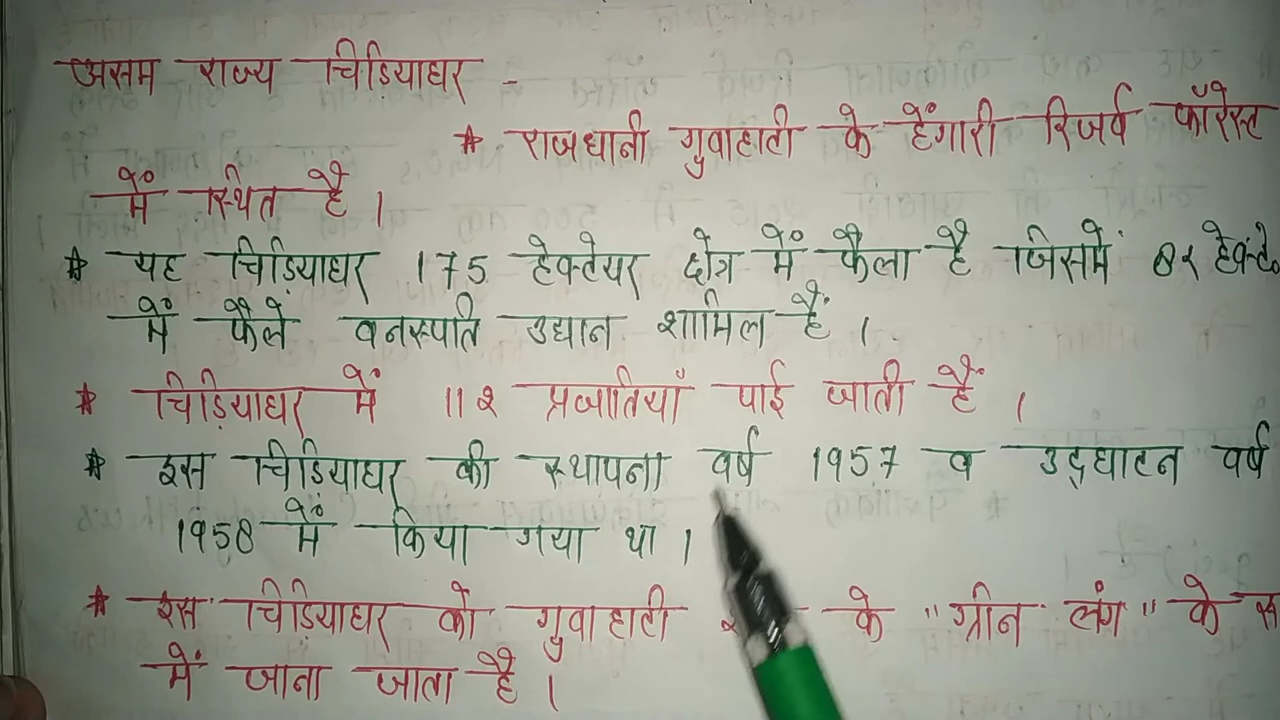 असम राज्य चिडियाघर -
* राजधानी गुवाहाटी के हेंगारी रिजर्व फॉरेस्ट
में स्थित है ।
* यह चिडियाघर 175 हेक्टेयर क्षेत्र में फैला है जिसमें 82 हेक्टे॰
में फैलें वनस्पति उद्यान शामिल हैं ।
* चिडियाघर में 112 प्रजातियाँ पाई जाती हैं ।
* इस चिडियाघर की स्थापना वर्ष 1957 व उद्घाटन वर्ष
1958 में किया गया था ।
* इस चिडियाघर को गुवाहाटी के "ग्रीन लंग" के
में जाना जाता है ।